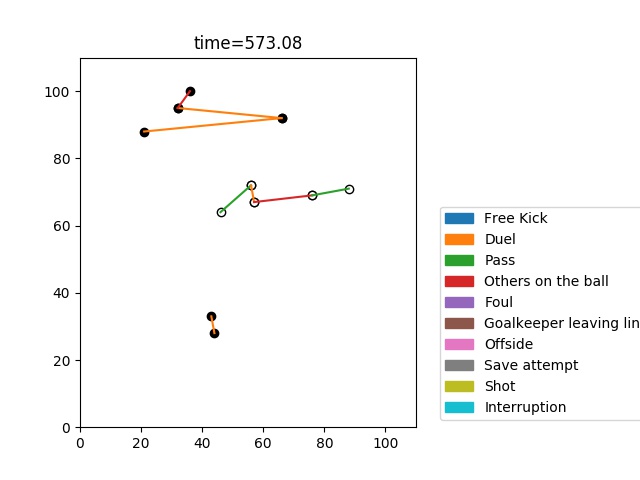 time=573.08
100
80
60
40
20
0
0 20 40 60 80 100
Free Kick
Duel
Pass
Others on the ball
Foul
Goalkeeper leaving lin
Offside
Save attempt
Shot
Interruption